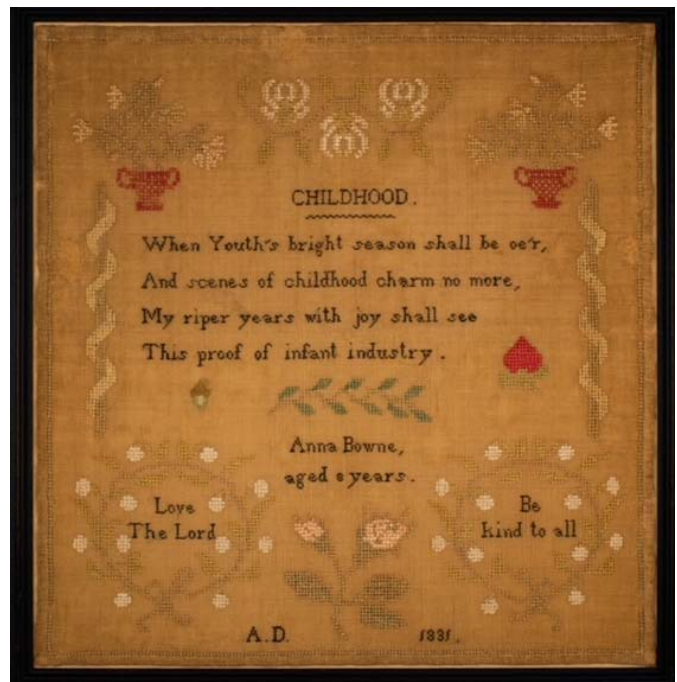 CHILDHOOD.
When Youth's bright season shall be oe'r,
And scenes of childhood charm no more,
My riper years with joy shall see
This proof of infant industry.
Anna Bowne,
aged years.
Love
The Lord
Be
kind to all
A.D. 1831.